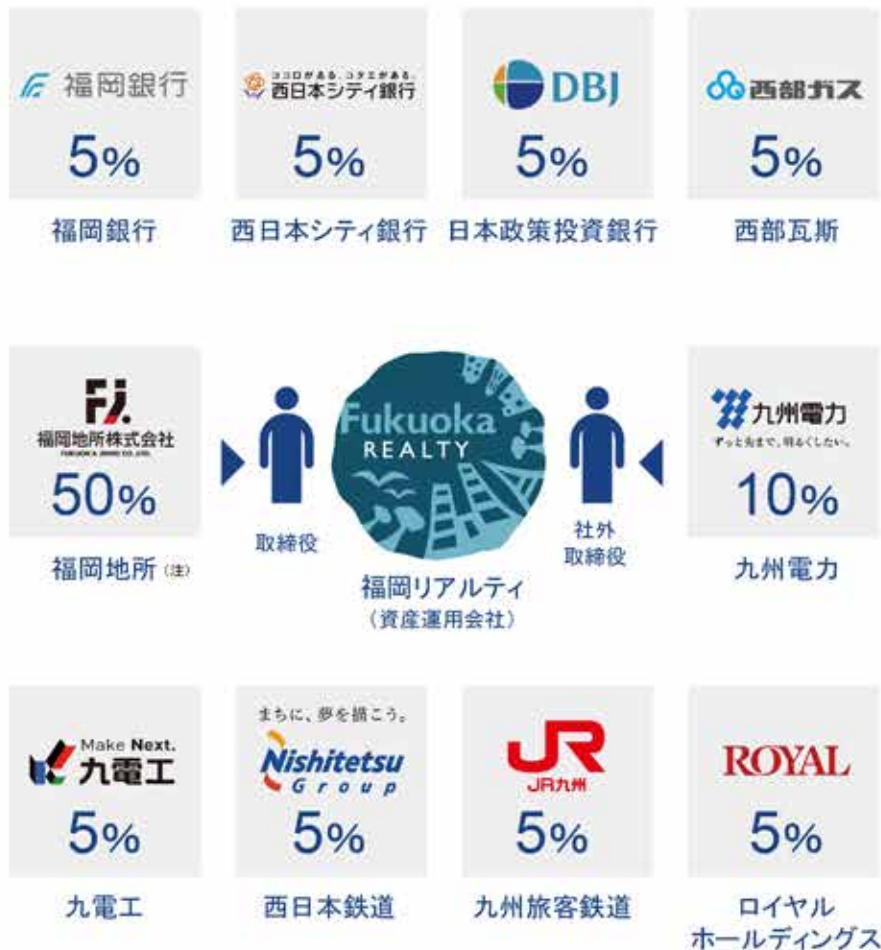 福岡銀行
ココロがある。コタエがある。
西日本シティ銀行
DBJ
西部ガス
5%
5%
5%
5%
福岡銀行
西日本シティ銀行
日本政策投資銀行
西部瓦斯
福岡地所株式会社
FUKUOKA JISHO CO.,LTD.
50%
福岡地所(注)
取締役
Fukuoka
REALTY
福岡リアルティ
(資産運用会社)
社外
取締役
九州電力
ずっと先まで、明るくしたい。
10%
九州電力
Make Next.
九電工
5%
九電工
まちに、夢を描こう。
Nishitetsu
Group
5%
西日本鉄道
JR
JR九州
5%
九州旅客鉄道
ROYAL
5%
ロイヤル
ホールディングス